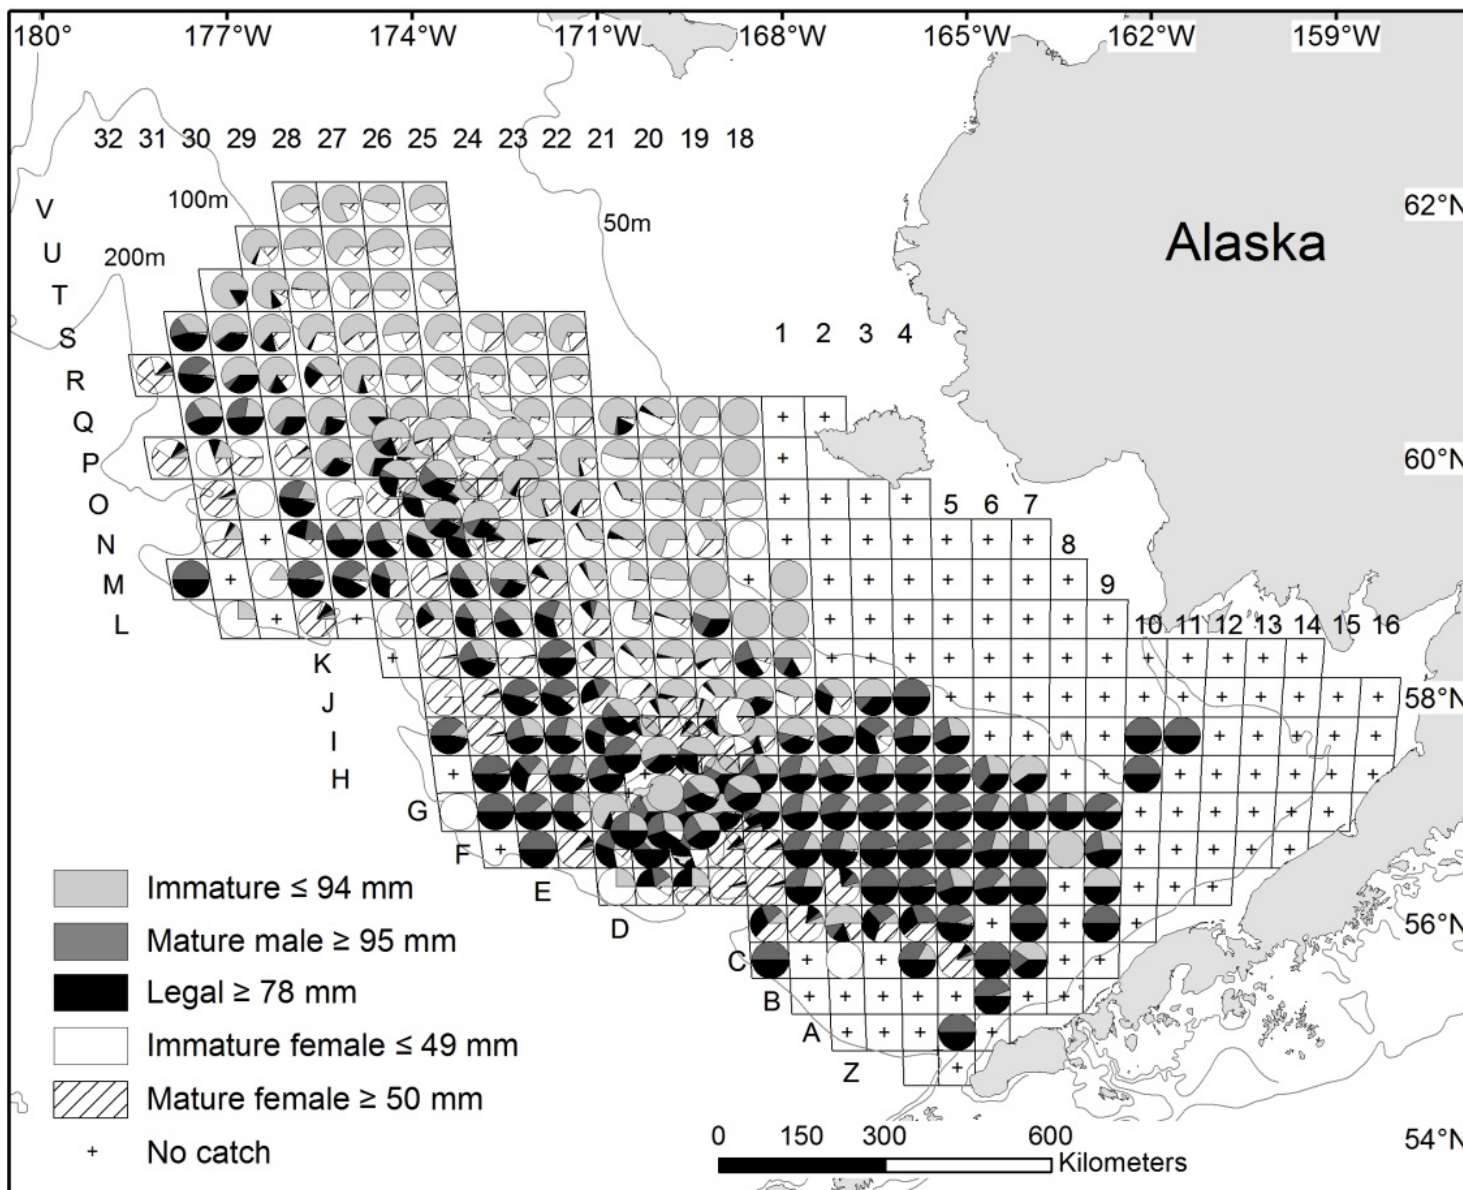 180° 177°W 174°W 171°W 168°W 165°W 162°W 159°W
32 31 30 29 28 27 26 25 24 23 22 21 20 19 18
V 100m 62°N
50m
U 200m Alaska
T
S 1 2 3 4
R
Q
P 60°N
O 5 6 7
N 8
M 9
L 10 11 12 13 14 15 16
K
J 58°N
I
H
G
F
E
D 56°N
C
B
A
Z
Immature ≤ 94 mm
Mature male ≥ 95 mm
Legal ≥ 78 mm
Immature female ≤ 49 mm
Mature female ≥ 50 mm
+ No catch
0 150 300 600
Kilometers
54°N